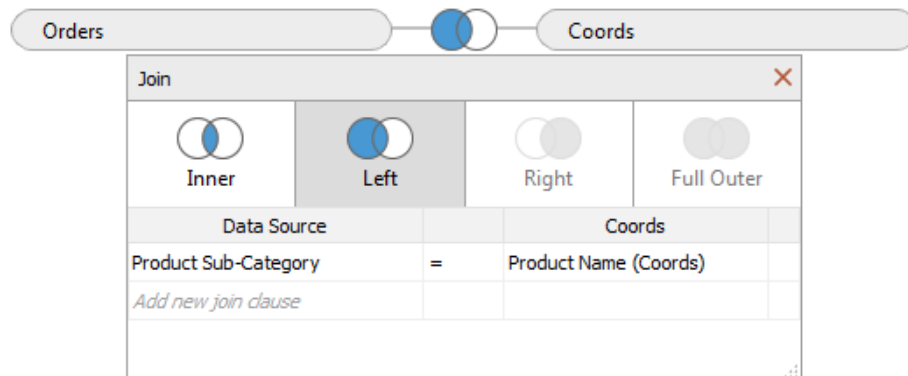 Orders Coords
Join
Inner Left Right Full Outer
Data Source Coords
Product Sub-Category = Product Name (Coords)
Add new join clause